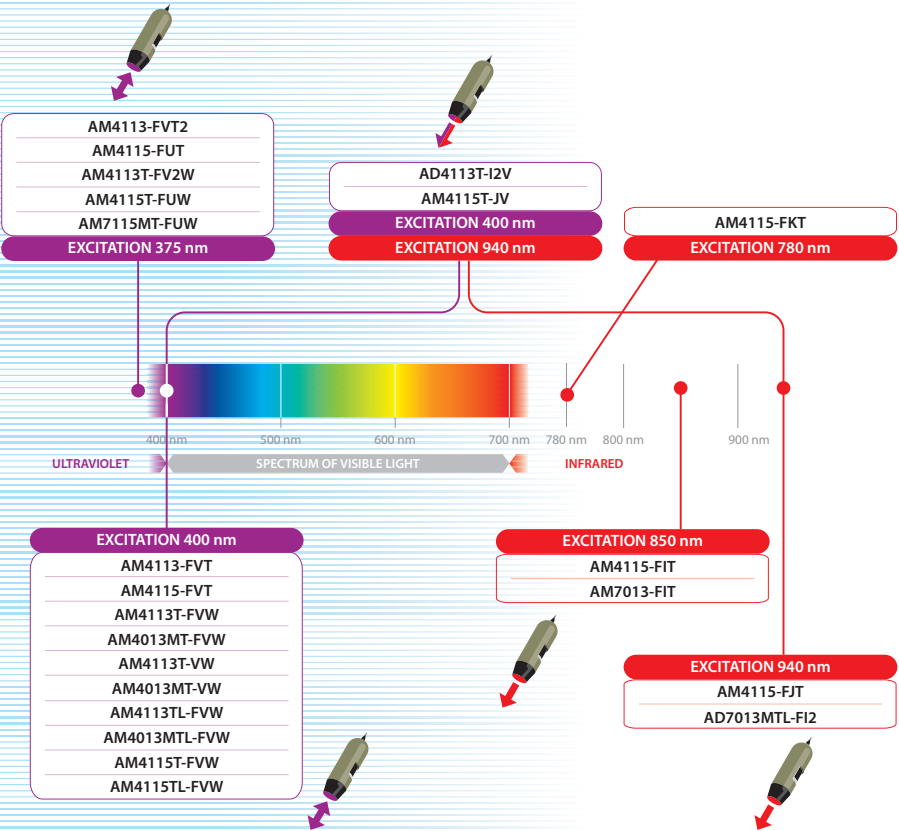 AM4113-FVT2
AM4115-FUT
AM4113T-FV2W
AM4115T-FUW
AM7115MT-FUW
EXCITATION 375 nm
AD4113T-I2V
AM4115T-JV
EXCITATION 400 nm
EXCITATION 940 nm
AM4115-FKT
EXCITATION 780 nm
400 nm 500 nm 600 nm 700 nm 780 nm 800 nm 900 nm
ULTRAVIOLET SPECTRUM OF VISIBLE LIGHT INFRARED
EXCITATION 400 nm
AM4113-FVT
AM4115-FVT
AM4113T-FVW
AM4013MT-FVW
AM4113T-VW
AM4013MT-VW
AM4113TL-FVW
AM4013MTL-FVW
AM4115T-FVW
AM4115TL-FVW
EXCITATION 850 nm
AM4115-FIT
AM7013-FIT
EXCITATION 940 nm
AM4115-FJT
AD7013MTL-FI2